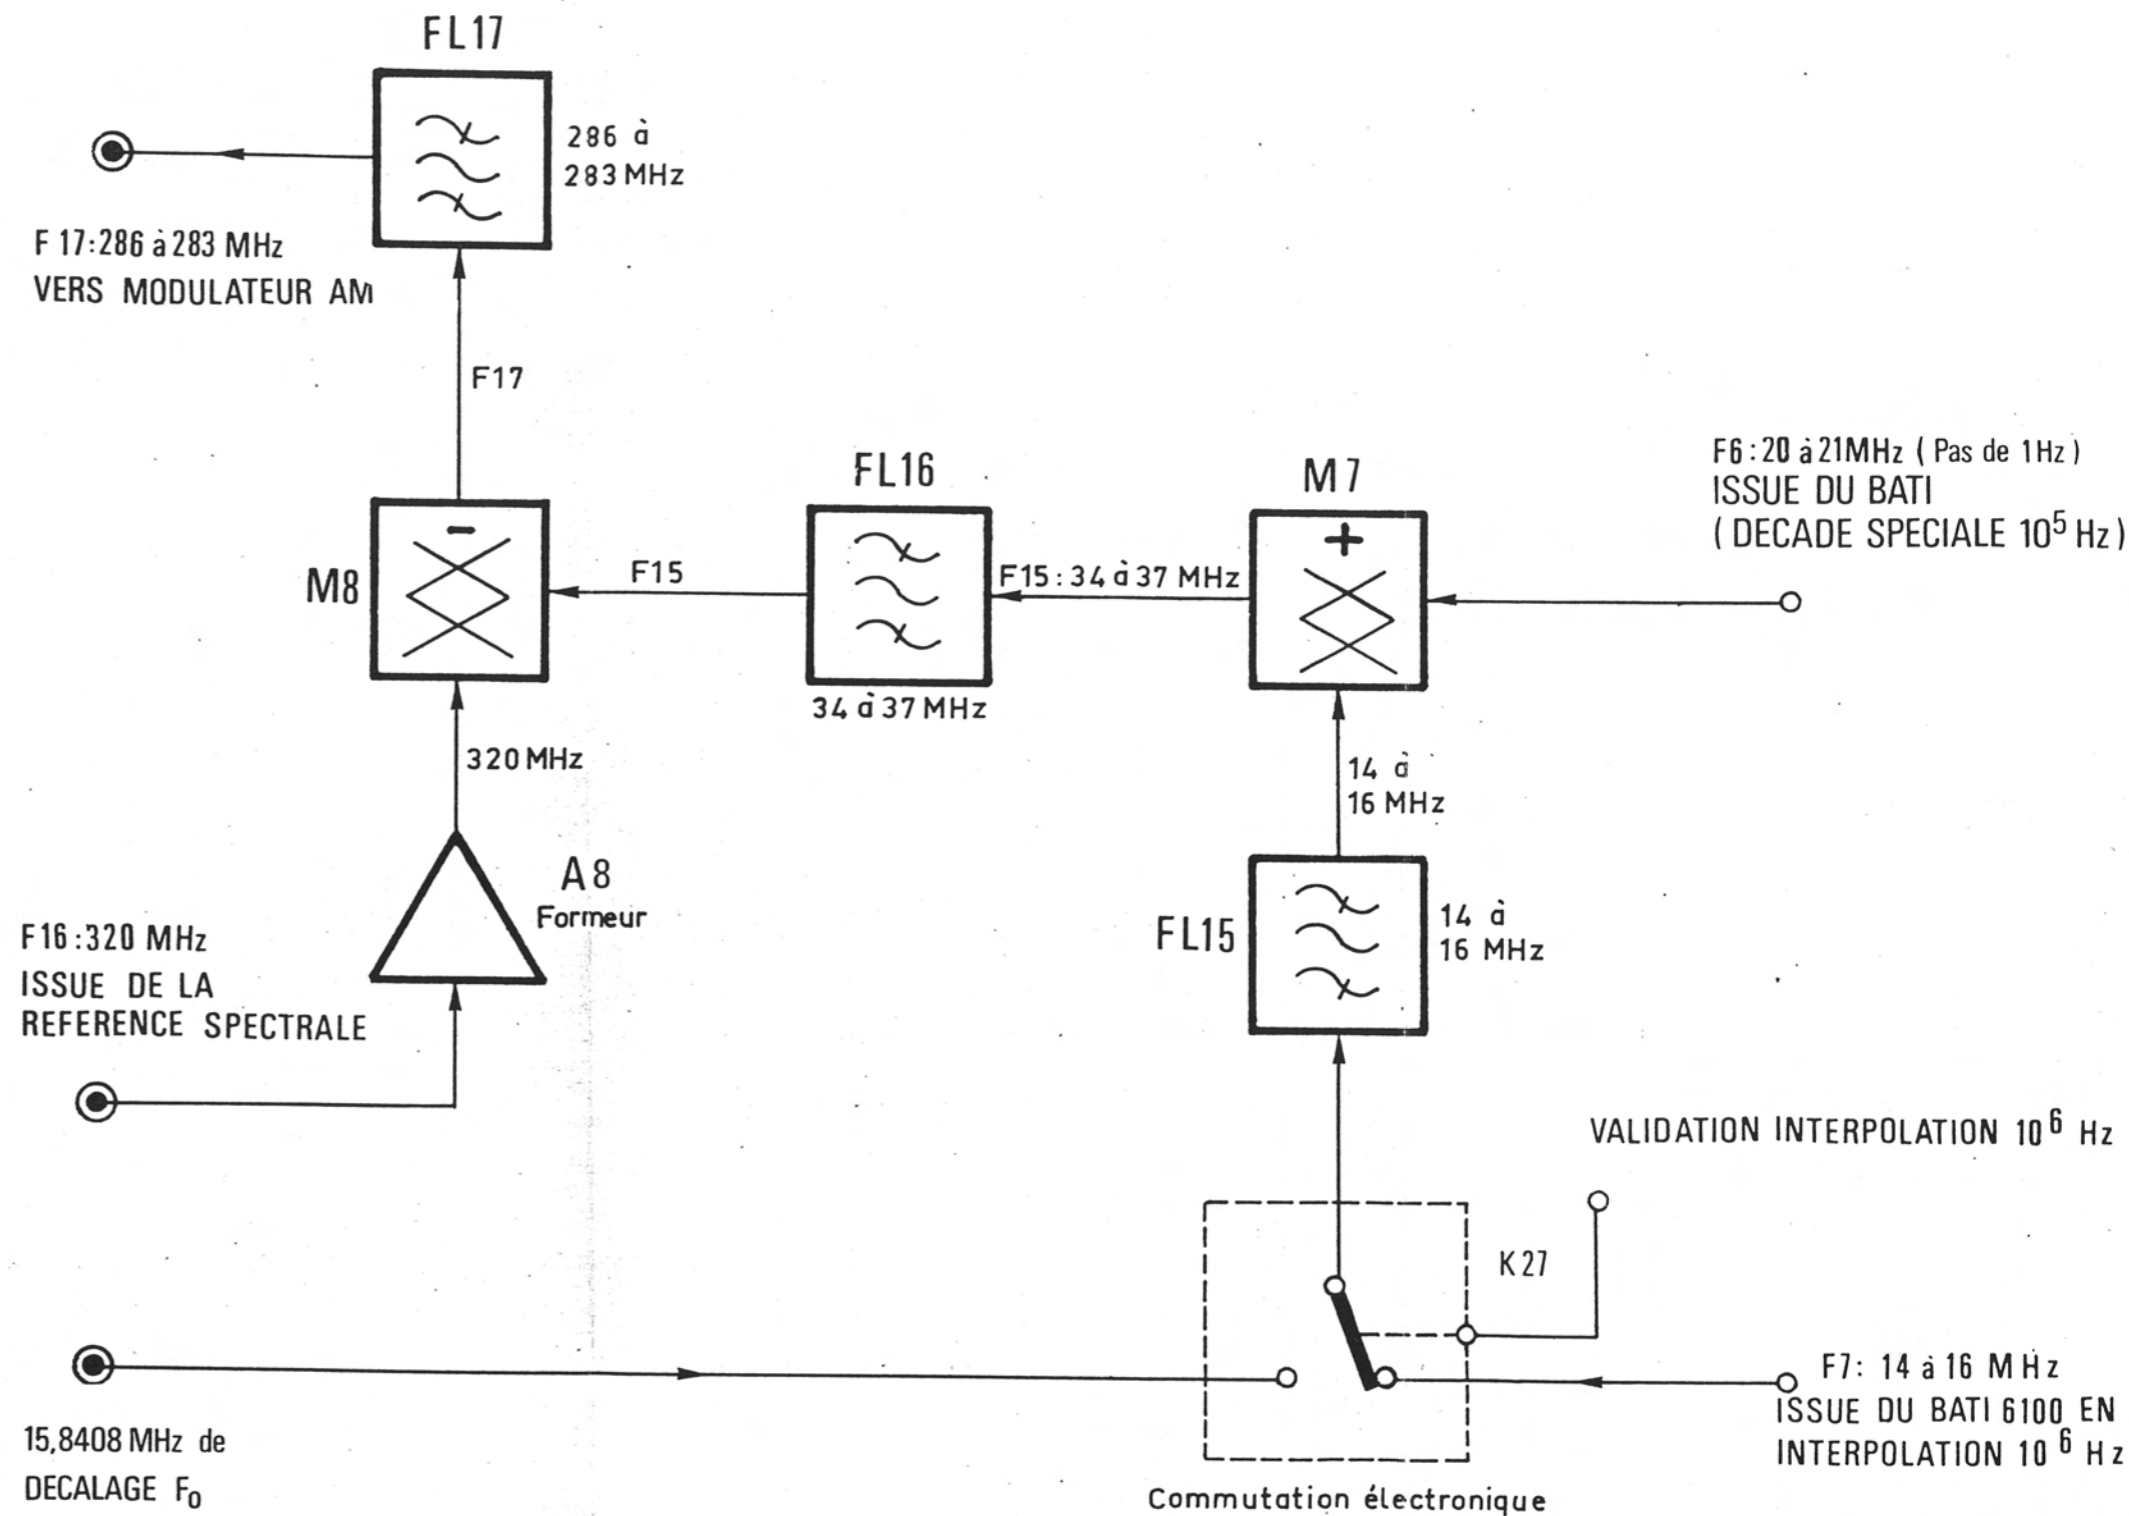 FL17
286 à
283 MHz
F 17:286 à 283 MHz
VERS MODULATEUR AM
F17
FL16
M7
F6:20 à 21MHz ( Pas de 1Hz )
ISSUE DU BATI
( DECADE SPECIALE 10⁵ Hz )
M8
-
F15
F15:34 à 37 MHz
+
34 à 37 MHz
320 MHz
14 à
16 MHz
A8
Formeur
F16:320 MHz
ISSUE DE LA
REFERENCE SPECTRALE
FL15
14 à
16 MHz
VALIDATION INTERPOLATION 10⁶ Hz
K27
15,8408 MHz de
DECALAGE F₀
F7: 14 à 16 MHz
ISSUE DU BATI 6100 EN
INTERPOLATION 10⁶ Hz
Commutation électronique